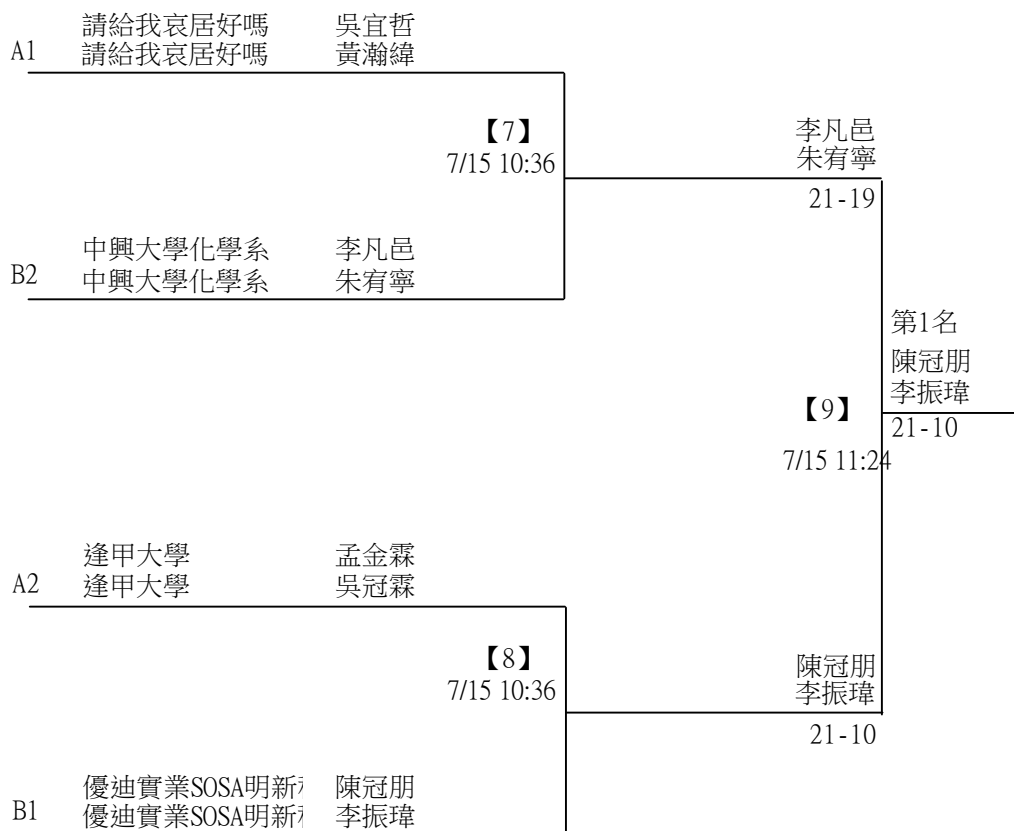 請給我哀居好嗎 吳宜哲
A1 請給我哀居好嗎 黃瀚緯
【7】
7/15 10:36
李凡邑
朱宥寧
21-19
中興大學化學系 李凡邑
B2 中興大學化學系 朱宥寧
第1名
陳冠朋
李振瑋
【9】
21-10
7/15 11:24
逢甲大學 孟金霖
A2 逢甲大學 吳冠霖
【8】
7/15 10:36
陳冠朋
李振瑋
21-10
優迪實業SOSA明新 陳冠朋
B1 優迪實業SOSA明新 李振瑋